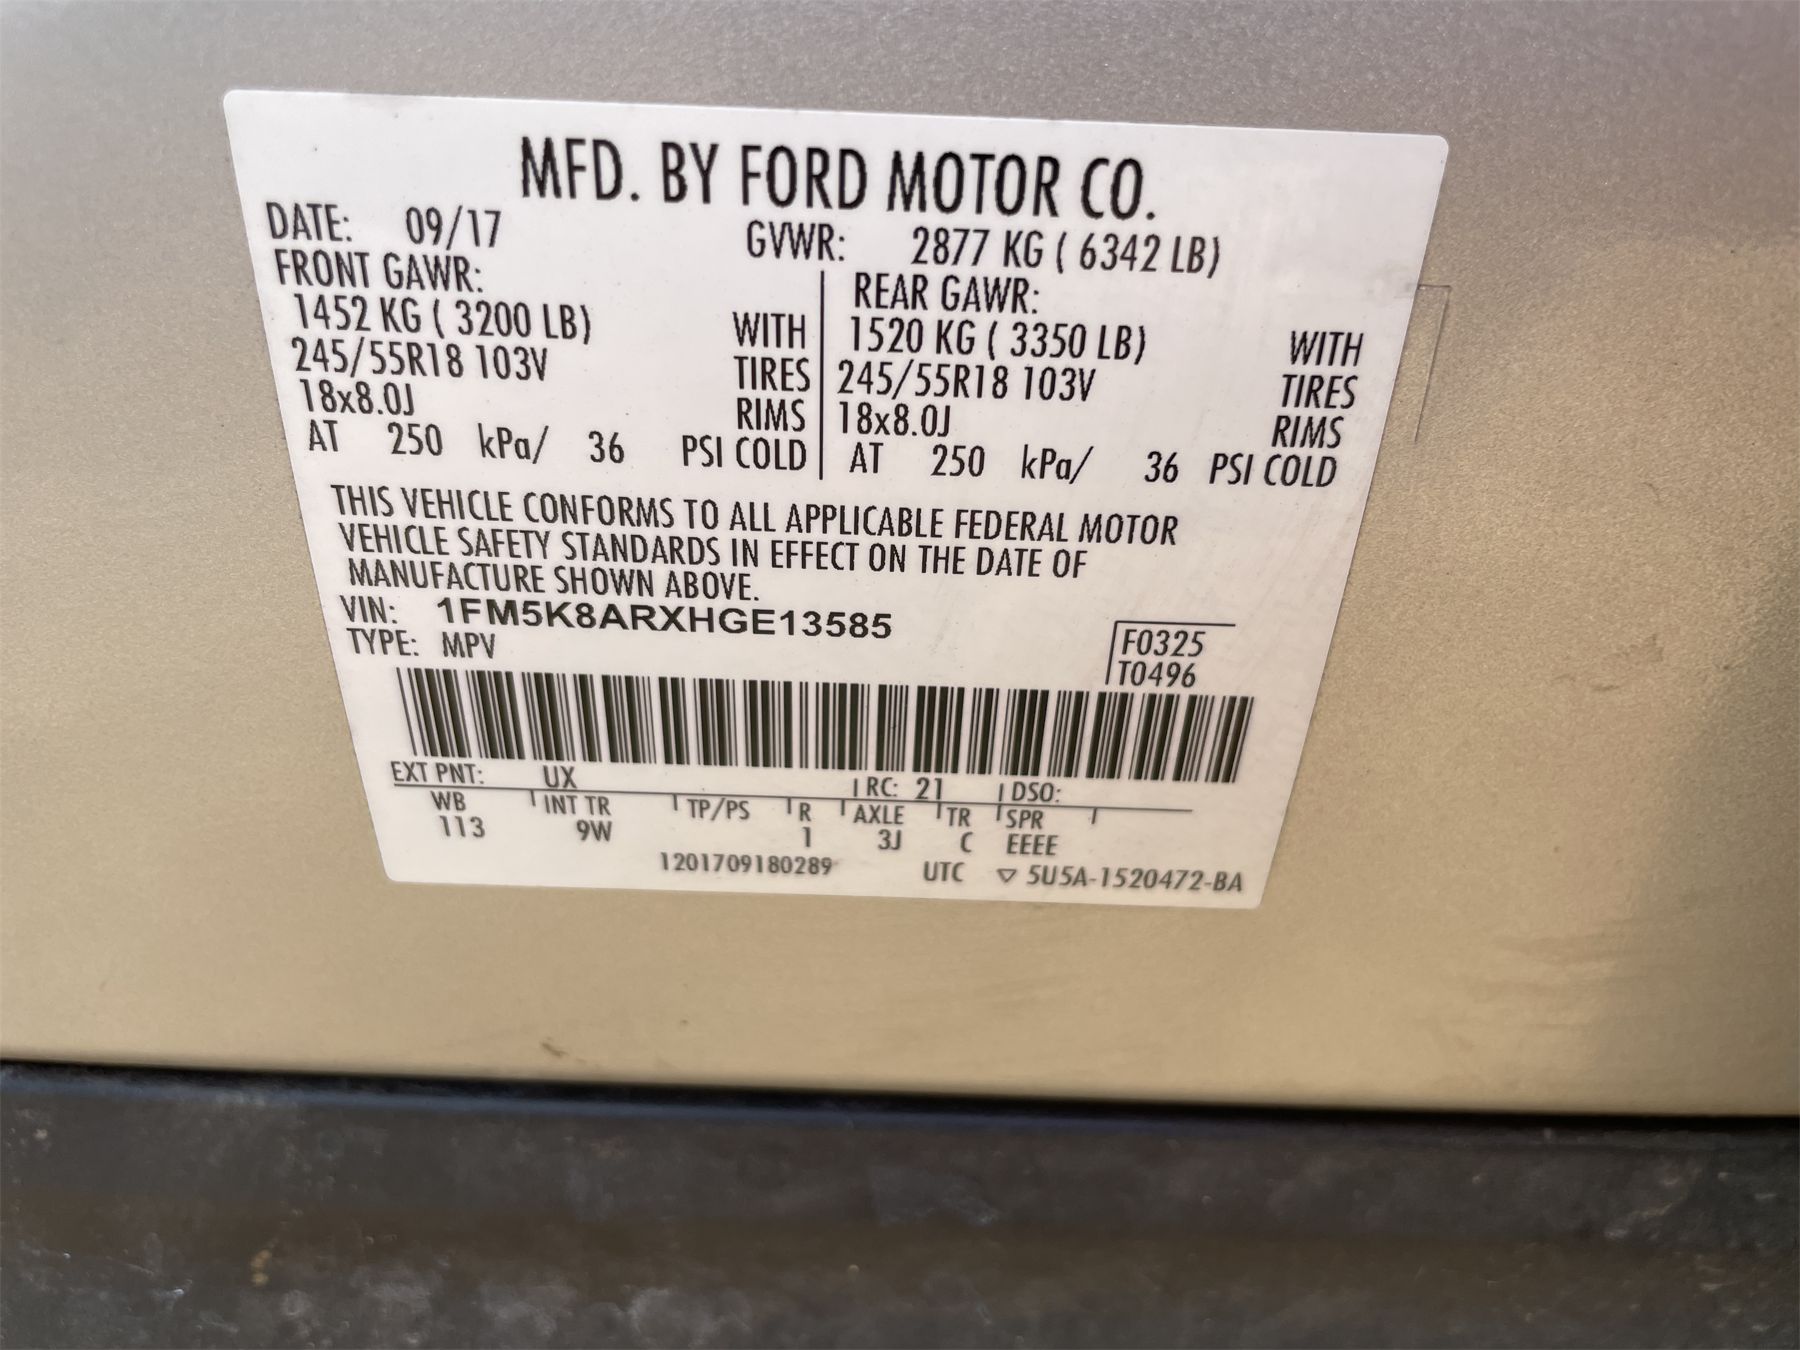 MFD. BY FORD MOTOR CO.
DATE: 09/17 GVWR: 2877 KG ( 6342 LB)
FRONT GAWR: REAR GAWR:
1452 KG ( 3200 LB) WITH 1520 KG ( 3350 LB) WITH
245/55R18 103V TIRES 245/55R18 103V TIRES
18x8.0J RIMS 18x8.0J RIMS
AT 250 kPa/ 36 PSI COLD AT 250 kPa/ 36 PSI COLD
THIS VEHICLE CONFORMS TO ALL APPLICABLE FEDERAL MOTOR
VEHICLE SAFETY STANDARDS IN EFFECT ON THE DATE OF
MANUFACTURE SHOWN ABOVE.
VIN: 1FM5K8ARXHGE13585
TYPE: MPV
F0325
T0496
EXT PNT: UX RC: 21 DSO:
WB INT TR TP/PS R AXLE TR SPR
113 9W 1 3J C EEEE
1201709180289 UTC ▽ 5U5A-1520472-BA